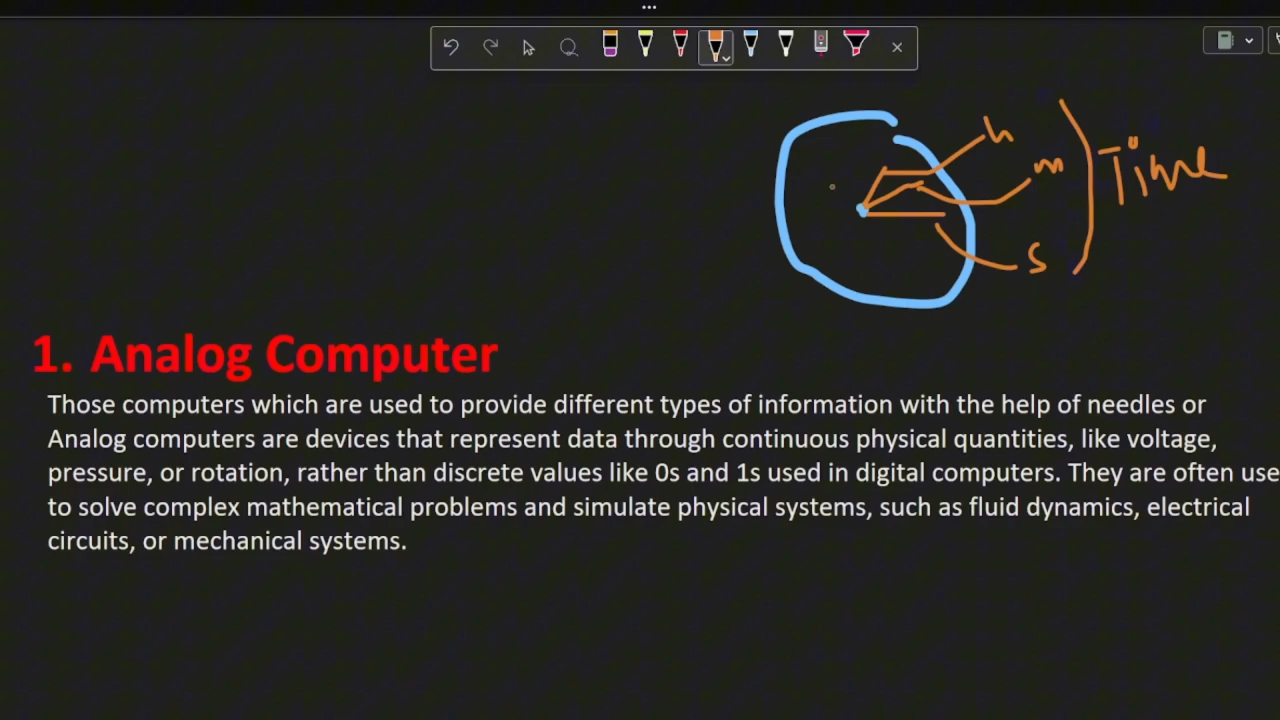 h
m
Time
s
1. Analog Computer
Those computers which are used to provide different types of information with the help of needles or
Analog computers are devices that represent data through continuous physical quantities, like voltage,
pressure, or rotation, rather than discrete values like 0s and 1s used in digital computers. They are often use
to solve complex mathematical problems and simulate physical systems, such as fluid dynamics, electrical
circuits, or mechanical systems.